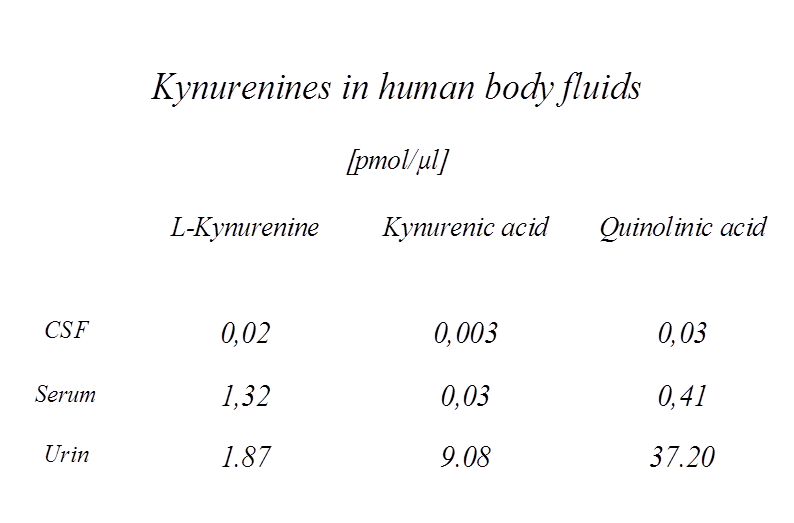 Kynurenines in human body fluids
[pmol/µl]
L-Kynurenine Kynurenic acid Quinolinic acid
CSF 0,02 0,003 0,03
Serum 1,32 0,03 0,41
Urin 1.87 9.08 37.20